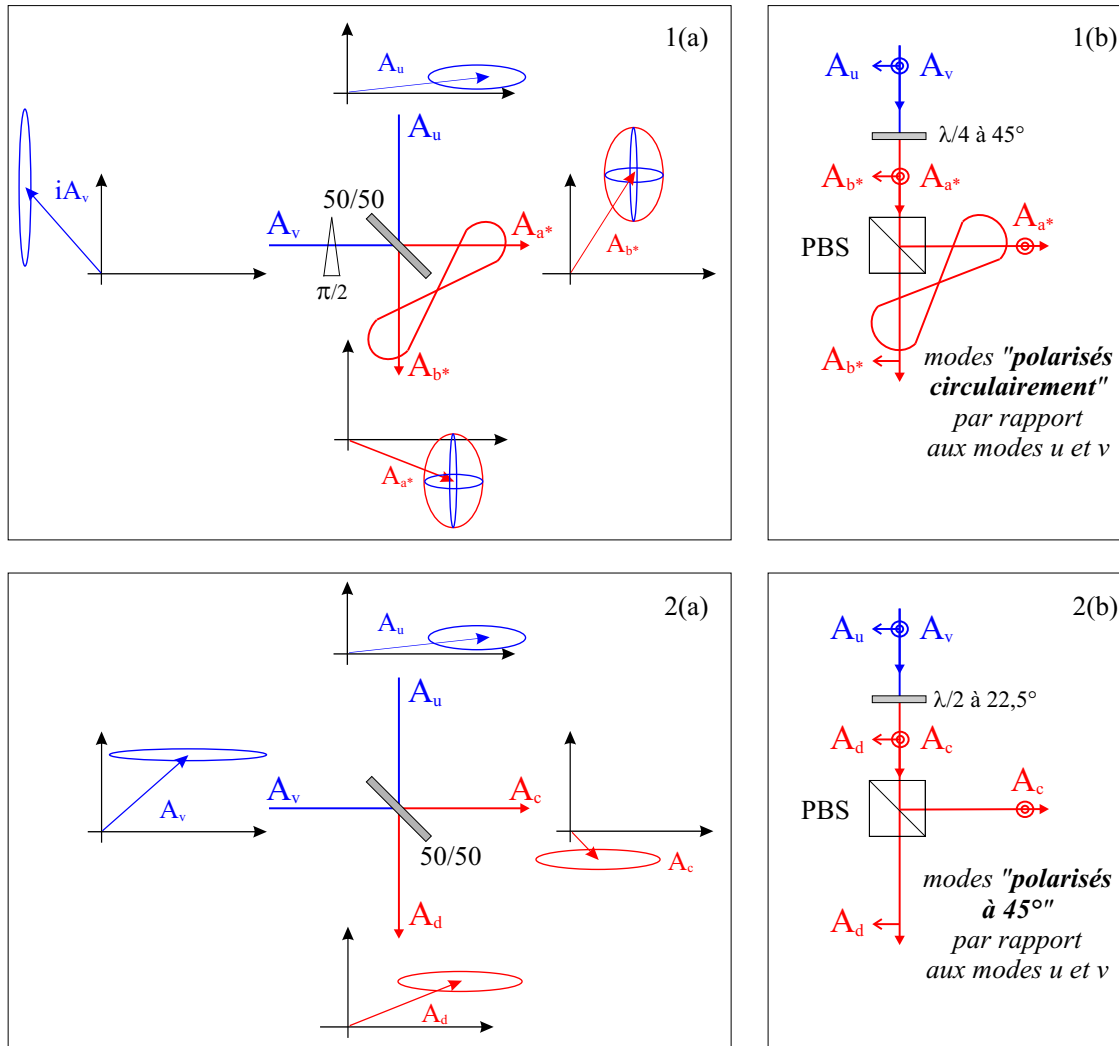 1(a)
Au
Au
iAv
50/50
Av
Aa*
Ab*
π/2
Ab*
Aa*
1(b)
Au Av
λ/4 à 45°
Ab* Aa*
Aa*
PBS
Ab*
modes "polarisés
circulairement"
par rapport
aux modes u et v
2(a)
Au
Au
Av
Av
Ac
50/50
Ac
Ad
Ad
2(b)
Au Av
λ/2 à 22,5°
Ad Ac
Ac
PBS
modes "polarisés
à 45°"
Ad
par rapport
aux modes u et v